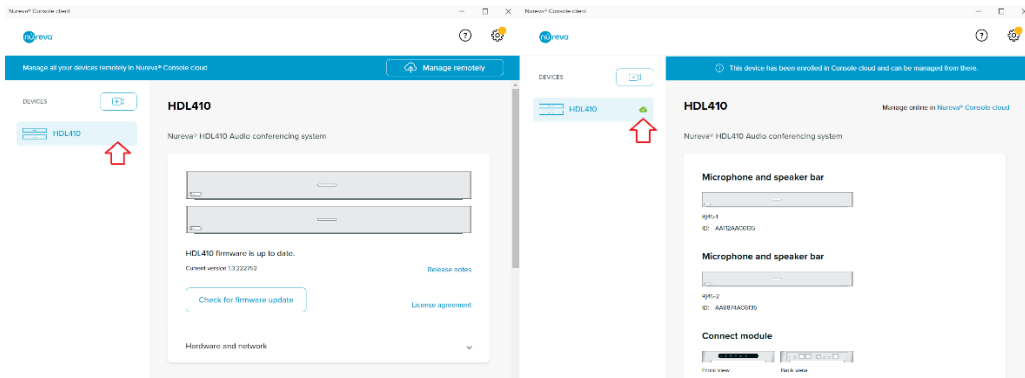 Nureva® Console client
nureva
Manage all your devices remotely in Nureva® Console cloud
Manage remotely
DEVICES
HDL410
HDL410
Nureva® HDL410 Audio conferencing system
HDL410 firmware is up to date.
Current version 1.3.222752
Release notes
Check for firmware update
License agreement
Hardware and network
Nureva® Console client
nureva
This device has been enrolled in Console cloud and can be managed from there.
DEVICES
HDL410
HDL410
Manage online in Nureva® Console cloud
Nureva® HDL410 Audio conferencing system
Microphone and speaker bar
RJ45-1
ID: AA112AAC6135
Microphone and speaker bar
RJ45-2
ID: AA6874AC6135
Connect module
Front view
Back view